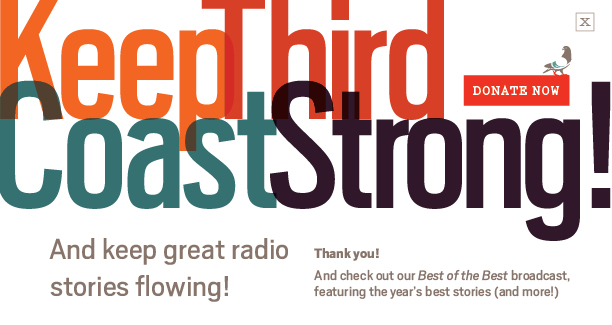 Keep Third
X
DONATE NOW
Coast Strong!
And keep great radio
stories flowing!
Thank you!
And check out our Best of the Best broadcast,
featuring the year's best stories (and more!)